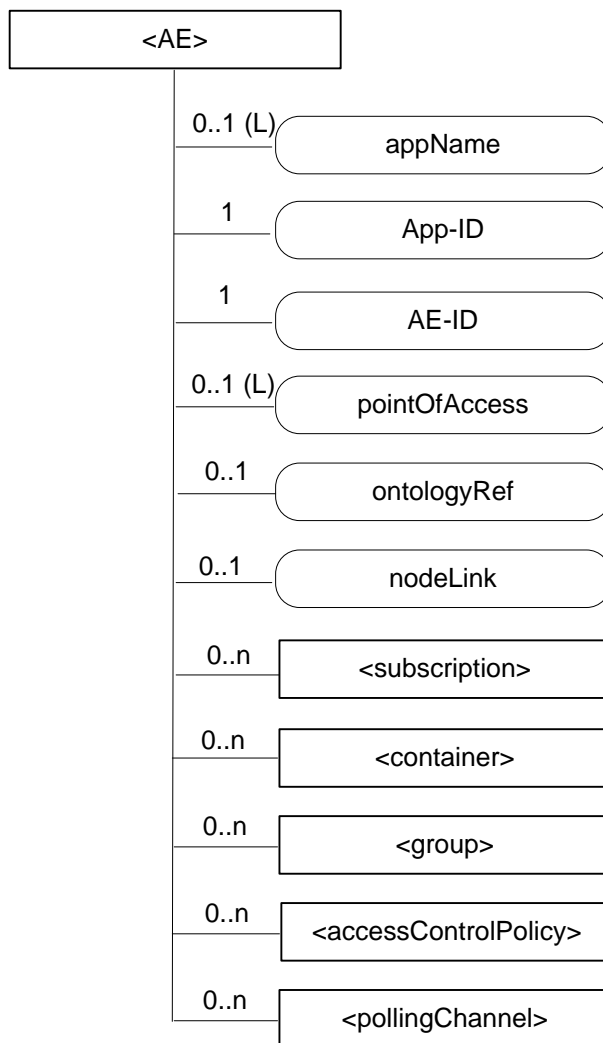 <AE>
0..1 (L)
appName
1
App-ID
1
AE-ID
0..1 (L)
pointOfAccess
0..1
ontologyRef
0..1
nodeLink
0..n
<subscription>
0..n
<container>
0..n
<group>
0..n
<accessControlPolicy>
0..n
<pollingChannel>